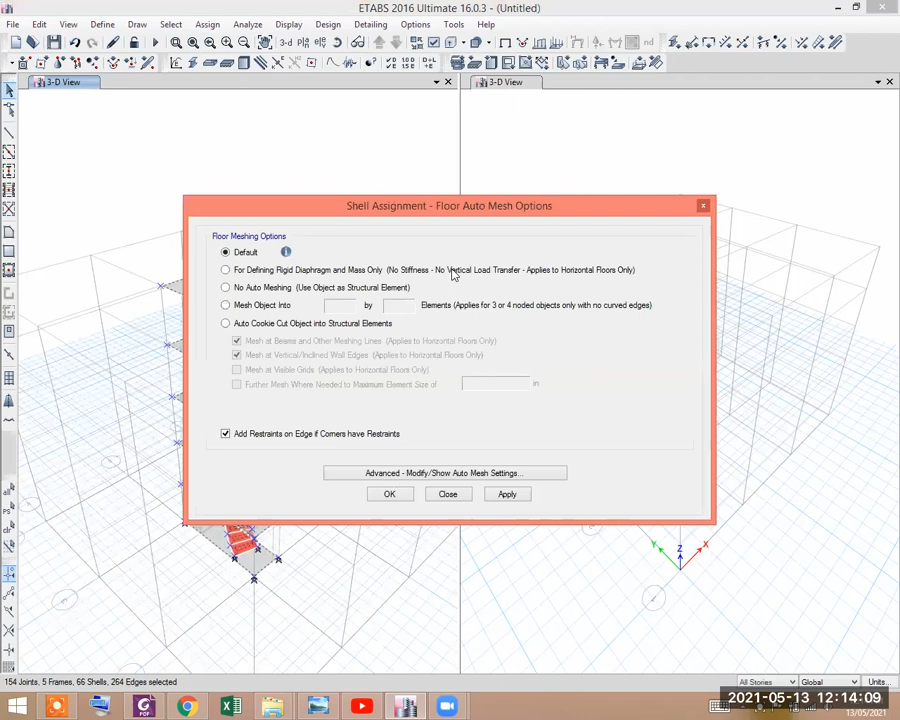 ETABS 2016 Ultimate 16.0.3 - (Untitled)
File Edit View Define Draw Select Assign Analyze Display Design Detailing Options Tools Help
3-d
nd
3-D View
3-D View
Shell Assignment - Floor Auto Mesh Options
Floor Meshing Options
Default
For Defining Rigid Diaphragm and Mass Only (No Stiffness - No Vertical Load Transfer - Applies to Horizontal Floors Only)
No Auto Meshing (Use Object as Structural Element)
Mesh Object Into by Elements (Applies for 3 or 4 noded objects only with no curved edges)
Auto Cookie Cut Object into Structural Elements
Mesh at Beams and Other Meshing Lines (Applies to Horizontal Floors Only)
Mesh at Vertical/Inclined Wall Edges (Applies to Horizontal Floors Only)
Mesh at Visible Grids (Applies to Horizontal Floors Only)
Further Mesh Where Needed to Maximum Element Size of in
Add Restraints on Edge if Corners have Restraints
Advanced - Modify/Show Auto Mesh Settings...
OK Close Apply
all
clr
Y Z X
154 Joints, 5 Frames, 66 Shells, 264 Edges selected
All Stories Global Units...
2021-05-13 12:14:09
13/05/2021